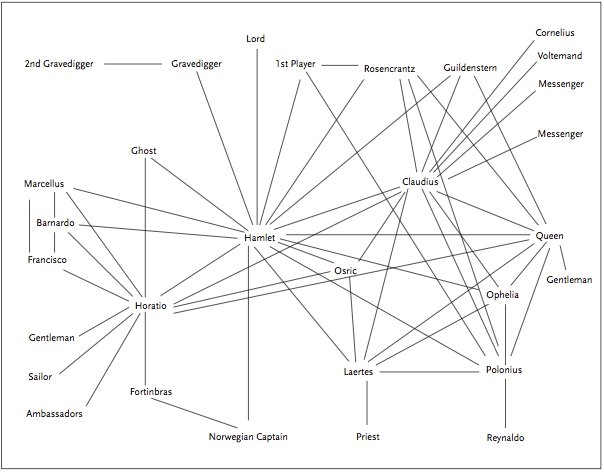 Lord
Cornelius
2nd Gravedigger
Gravedigger
1st Player
Rosencrantz
Guildenstern
Voltemand
Messenger
Messenger
Ghost
Marcellus
Claudius
Barnardo
Hamlet
Queen
Francisco
Osric
Gentleman
Horatio
Ophelia
Gentleman
Laertes
Polonius
Sailor
Fortinbras
Ambassadors
Norwegian Captain
Priest
Reynaldo